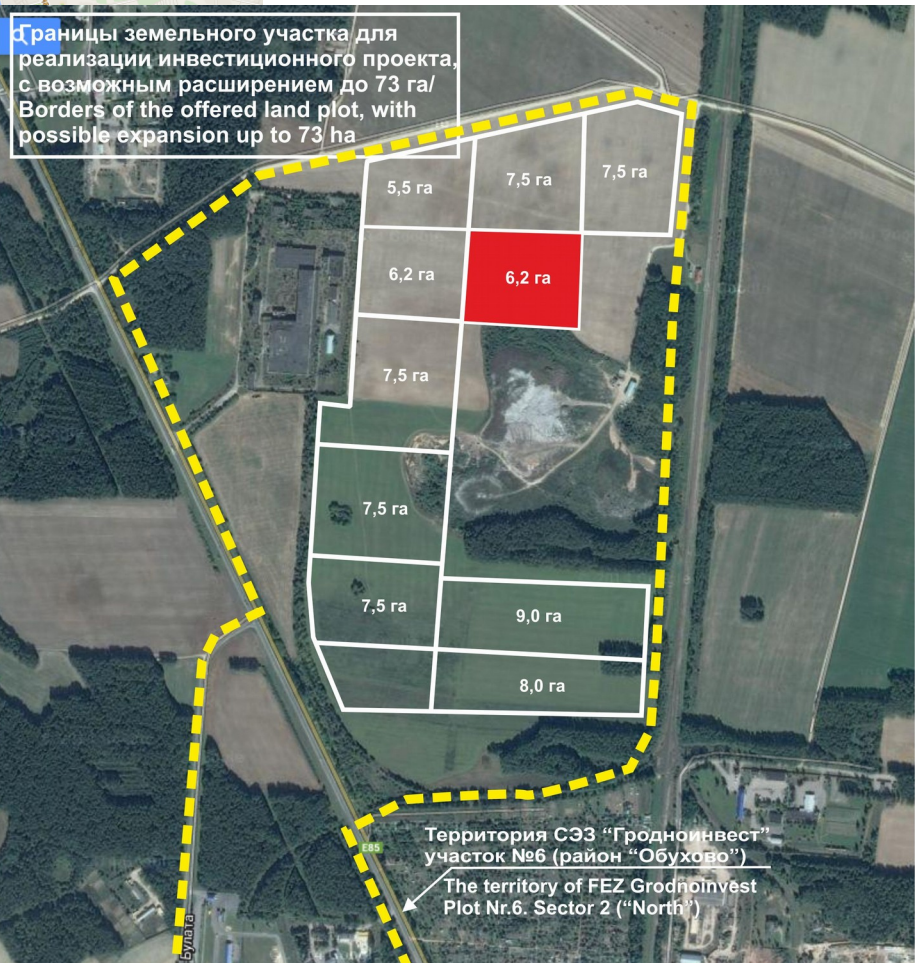 Границы земельного участка для
реализации инвестиционного проекта,
с возможным расширением до 73 га/
Borders of the offered land plot, with
possible expansion up to 73 ha
5,5 га
7,5 га
7,5 га
6,2 га
6,2 га
7,5 га
7,5 га
7,5 га
9,0 га
8,0 га
Территория СЭЗ “Гродноинвест”
участок №6 (район “Обухово”)
E85
The territory of FEZ Grodnoinvest
Plot Nr.6. Sector 2 (“North”)
Булата